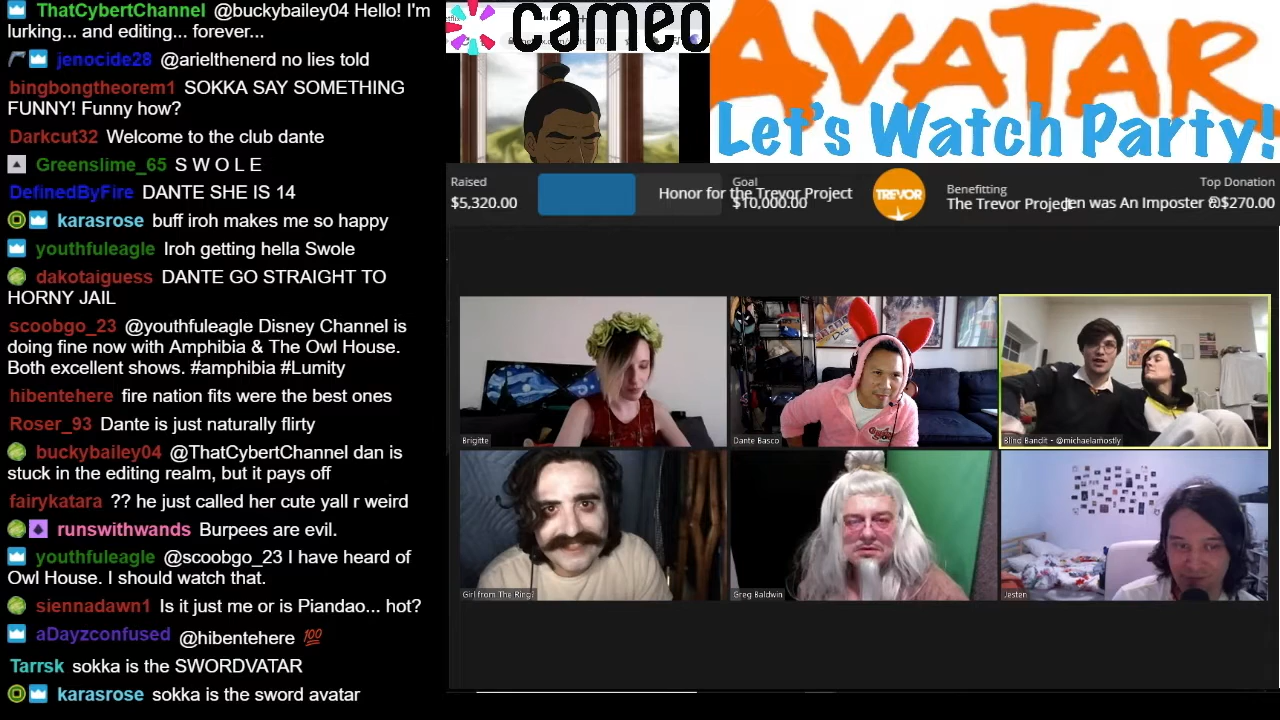 ThatCybertChannel @buckybailey04 Hello! I'm
lurking... and editing... forever...
jenocide28 @arielthenerd no lies told
bingbongtheorem1 SOKKA SAY SOMETHING
FUNNY! Funny how?
Darkcut32 Welcome to the club dante
Greenslime_65 S W O L E
DefinedByFire DANTE SHE IS 14
karasrose buff iroh makes me so happy
youthfuleagle Iroh getting hella Swole
dakotaiguess DANTE GO STRAIGHT TO
HORNY JAIL
scoobgo_23 @youthfuleagle Disney Channel is
doing fine now with Amphibia & The Owl House.
Both excellent shows. #amphibia #Lumity
hibentehere fire nation fits were the best ones
Roser_93 Dante is just naturally flirty
buckybailey04 @ThatCybertChannel dan is
stuck in the editing realm, but it pays off
fairykatara ?? he just called her cute yall r weird
runswithwands Burpees are evil.
youthfuleagle @scoobgo_23 I have heard of
Owl House. I should watch that.
siennadawn1 Is it just me or is Piandao... hot?
aDayzconfused @hibentehere 💯
Tarrsk sokka is the SWORDVATAR
karasrose sokka is the sword avatar
cameo
AVATAR
Let's Watch Party!
Raised
$5,320.00
Honor for the Trevor Project
Goal
$10,000.00
TREVOR
Benefitting
The Trevor Project
Top Donation
Jen was An Imposter
$270.00
Brigitte
Dante Basco
Blind Bandit - @michaelamostly
Girl from The Ring?
Greg Baldwin
Jesten